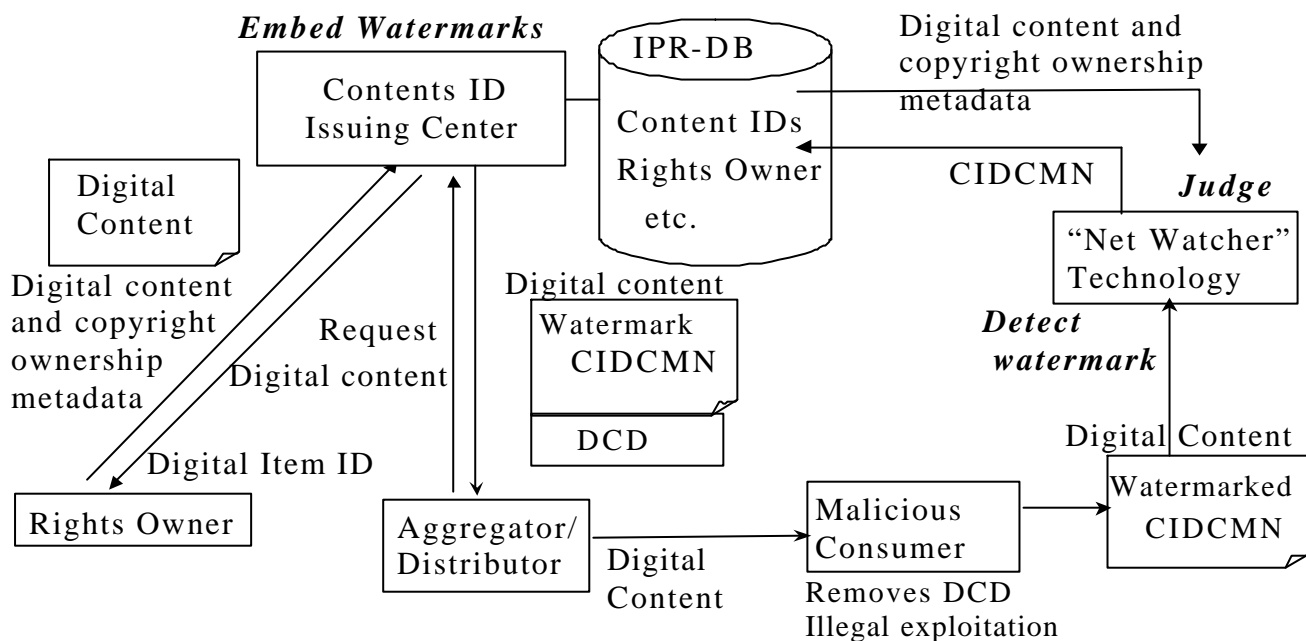 Embed Watermarks
Contents ID
Issuing Center
IPR-DB
Content IDs
Rights Owner
etc.
Digital content and
copyright ownership
metadata
CIDCMN
Judge
“Net Watcher”
Technology
Digital
Content
Digital content
and copyright
ownership
metadata
Request
Digital content
Digital content
Watermark
CIDCMN
DCD
Detect
watermark
Digital Item ID
Rights Owner
Aggregator/
Distributor
Digital
Content
Malicious
Consumer
Removes DCD
Illegal exploitation
Digital Content
Watermarked
CIDCMN